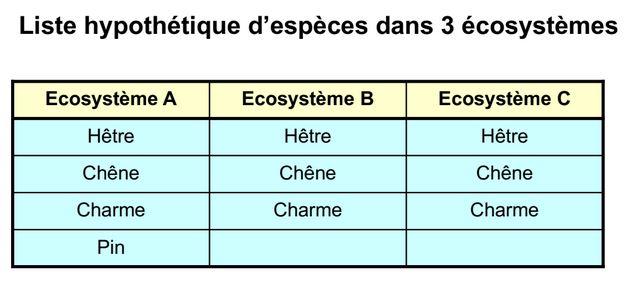 Liste hypothétique d’espèces dans 3 écosystèmes
Ecosystème A Ecosystème B Ecosystème C
Hêtre Hêtre Hêtre
Chêne Chêne Chêne
Charme Charme Charme
Pin